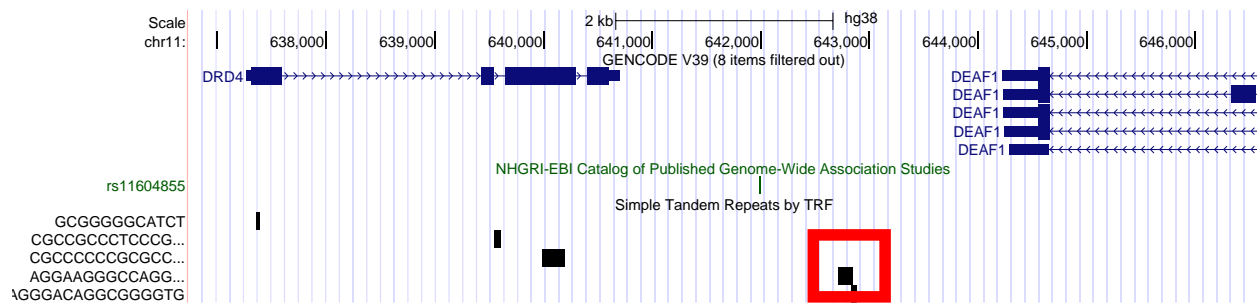 Scale 2 kb hg38
chr11: 638,000 639,000 640,000 641,000 642,000 643,000 644,000 645,000 646,000
GENCODE V39 (8 items filtered out)
DRD4 DEAF1
DEAF1
DEAF1
DEAF1
DEAF1
NHGRI-EBI Catalog of Published Genome-Wide Association Studies
rs11604855
Simple Tandem Repeats by TRF
GCGGGGGCATCT
CGCCGCCCTCCCG...
CGCCCCCCGCGCC...
AGGAAGGGCCAGG...
AGGGACAGGCGGGGTG